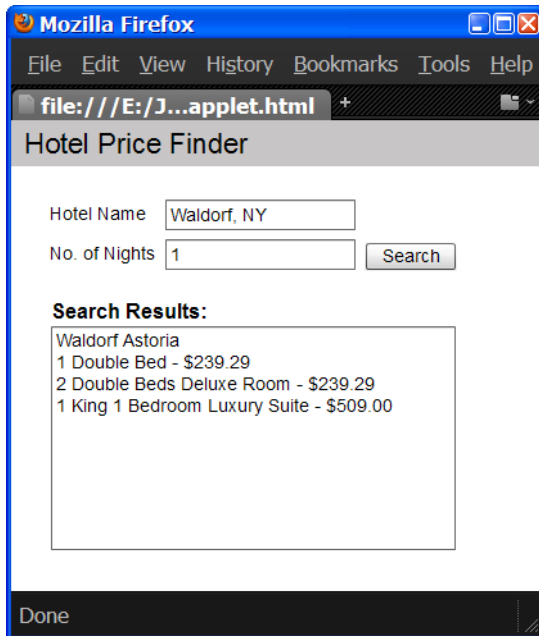 Mozilla Firefox
File Edit View History Bookmarks Tools Help
file:///E:/J...applet.html +
Hotel Price Finder
Hotel Name Waldorf, NY
No. of Nights 1 Search
Search Results:
Waldorf Astoria
1 Double Bed - $239.29
2 Double Beds Deluxe Room - $239.29
1 King 1 Bedroom Luxury Suite - $509.00
Done